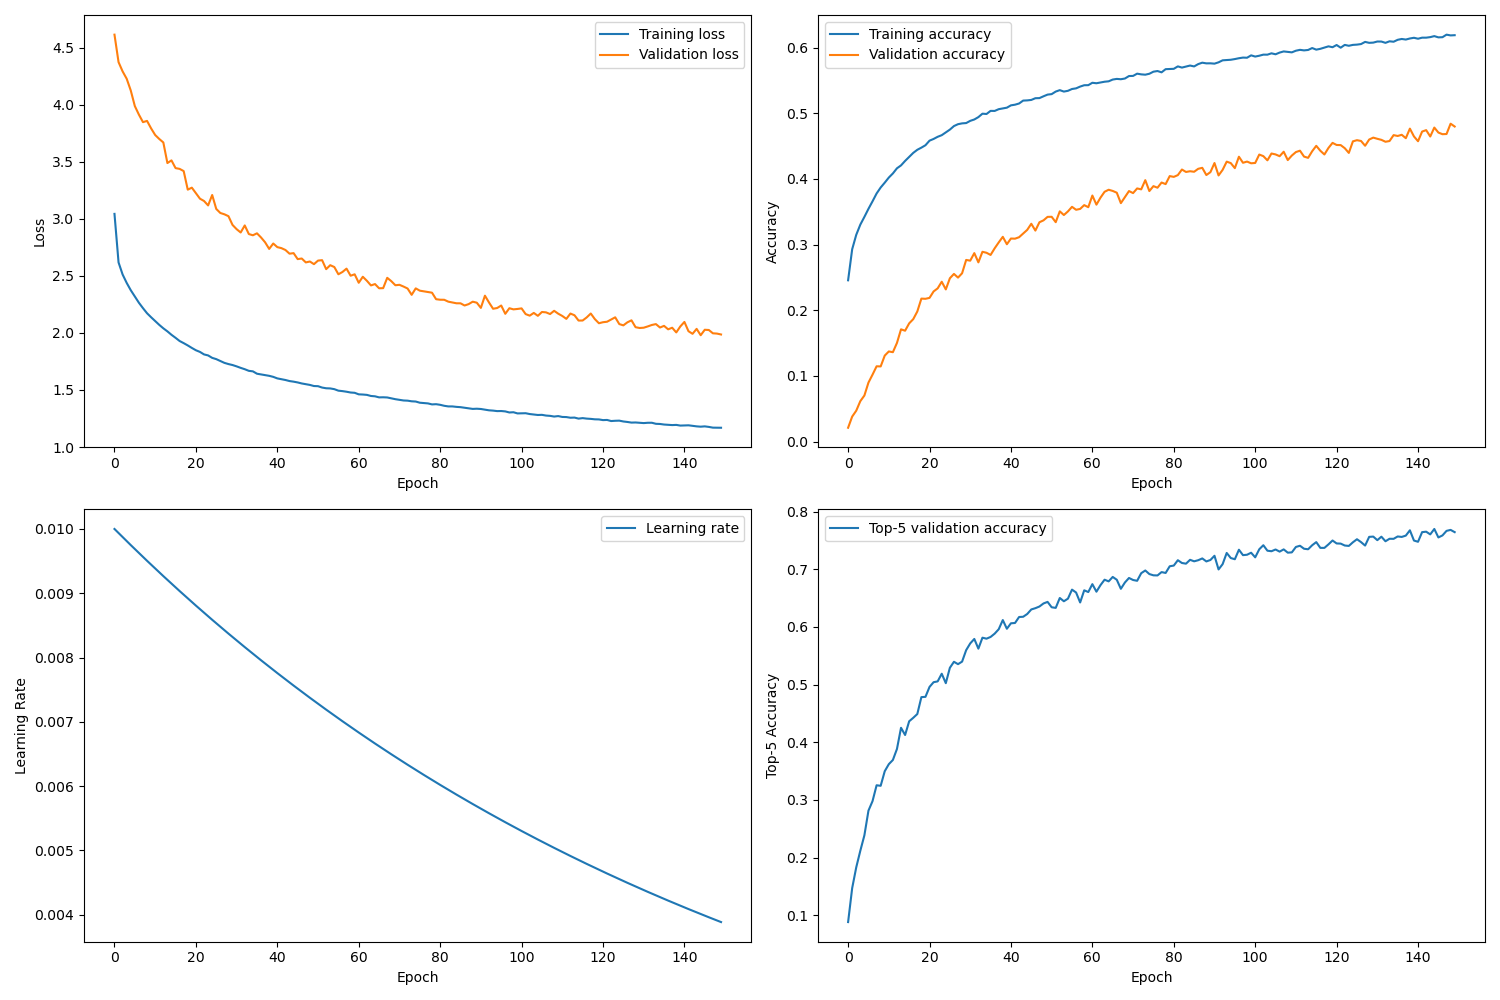 Training loss
Validation loss
4.5
4.0
3.5
3.0
2.5
2.0
1.5
1.0
Loss
0 20 40 60 80 100 120 140
Epoch
Training accuracy
Validation accuracy
0.6
0.5
0.4
0.3
0.2
0.1
0.0
Accuracy
0 20 40 60 80 100 120 140
Epoch
Learning rate
0.010
0.009
0.008
0.007
0.006
0.005
0.004
Learning Rate
0 20 40 60 80 100 120 140
Epoch
Top-5 validation accuracy
0.8
0.7
0.6
0.5
0.4
0.3
0.2
0.1
Top-5 Accuracy
0 20 40 60 80 100 120 140
Epoch